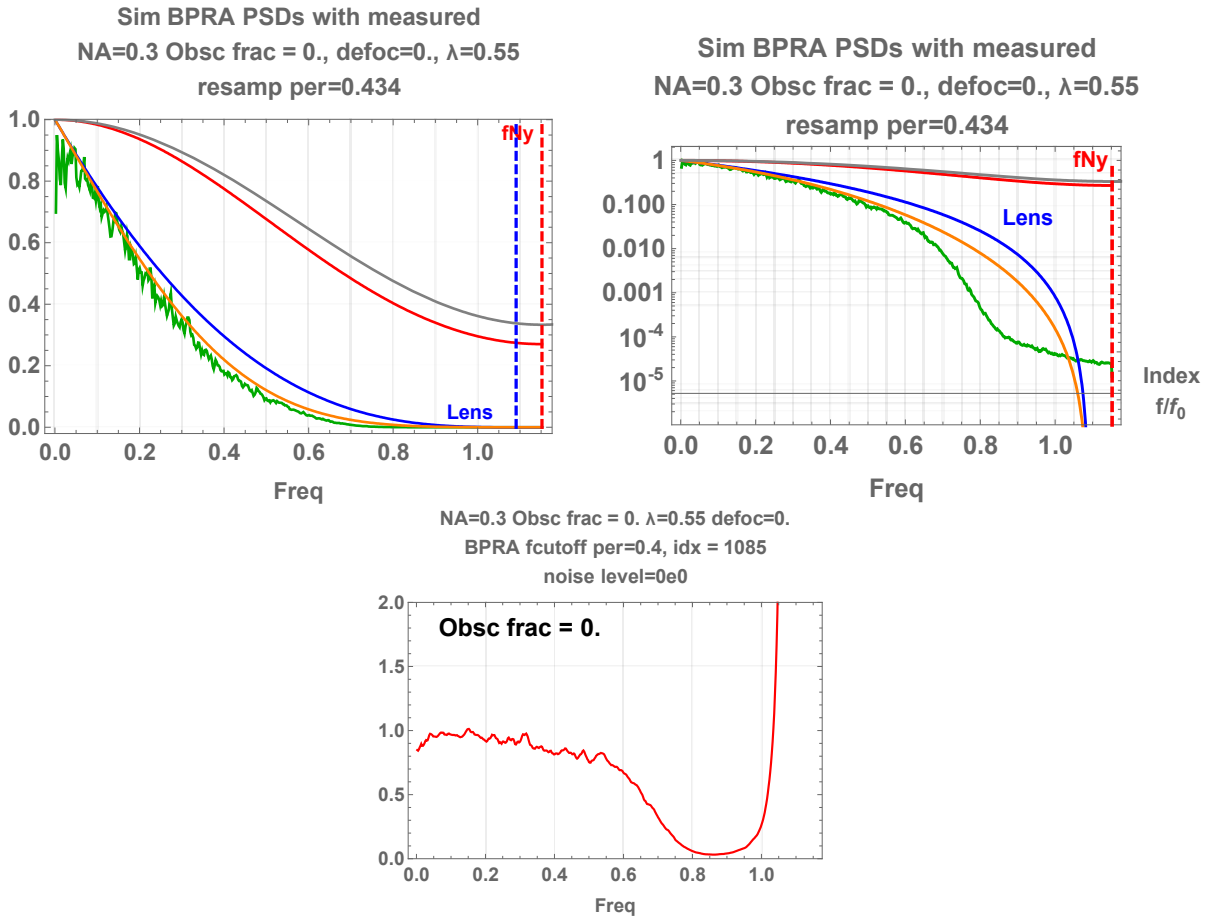 Sim BPRA PSDs with measured
NA=0.3 Obsc frac = 0., defoc=0., λ=0.55
resamp per=0.434
1.0
0.8
0.6
0.4
0.2
0.0
fNy
Lens
0.0 0.2 0.4 0.6 0.8 1.0
Freq
Sim BPRA PSDs with measured
NA=0.3 Obsc frac = 0., defoc=0., λ=0.55
resamp per=0.434
1
0.100
0.010
0.001
10⁻⁴
10⁻⁵
fNy
Lens
0.0 0.2 0.4 0.6 0.8 1.0
Freq
Index
f/f₀
NA=0.3 Obsc frac = 0. λ=0.55 defoc=0.
BPRA fcutoff per=0.4, idx = 1085
noise level=0e0
2.0
1.5
1.0
0.5
0.0
Obsc frac = 0.
0.0 0.2 0.4 0.6 0.8 1.0
Freq